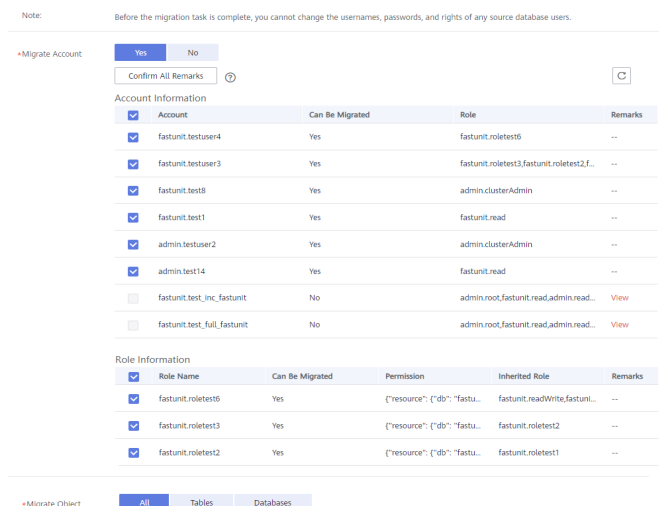 Note: Before the migration task is complete, you cannot change the usernames, passwords, and rights of any source database users.
*Migrate Account Yes No
Confirm All Remarks ?
Account Information
Account Can Be Migrated Role Remarks
fastunit.testuser4 Yes fastunit.roletest6 --
fastunit.testuser3 Yes fastunit.roletest3,fastunit.roletest2,f... --
fastunit.test8 Yes admin.clusterAdmin --
fastunit.test1 Yes fastunit.read --
admin.testuser2 Yes admin.clusterAdmin --
admin.test14 Yes fastunit.read --
fastunit.test_inc_fastunit No admin.root,fastunit.read,admin.read... View
fastunit.test_full_fastunit No admin.root,fastunit.read,admin.read... View
Role Information
Role Name Can Be Migrated Permission Inherited Role Remarks
fastunit.roletest6 Yes {"resource": {"db": "fastu... fastunit.readWrite,fastuni... --
fastunit.roletest3 Yes {"resource": {"db": "fastu... fastunit.roletest2 --
fastunit.roletest2 Yes {"resource": {"db": "fastu... fastunit.roletest1 --
*Migrate Object All Tables Databases